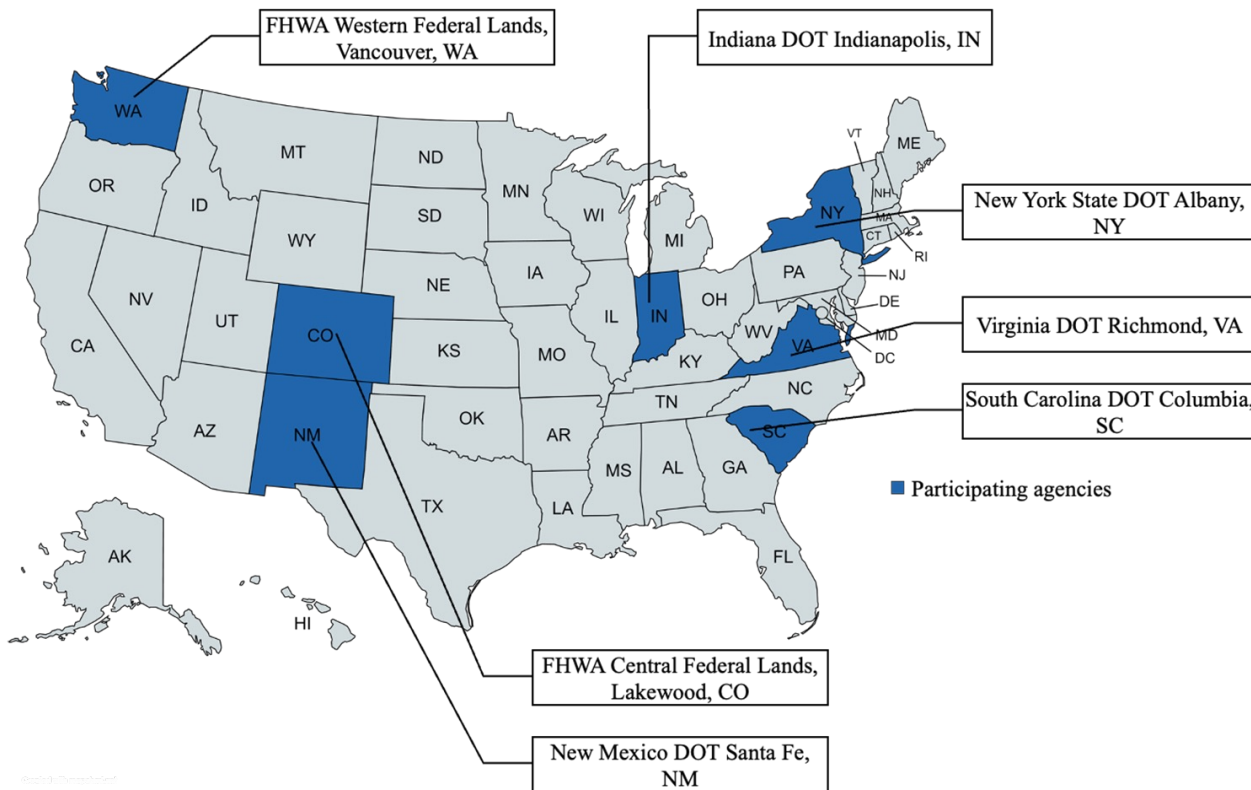 FHWA Western Federal Lands,
Vancouver, WA
Indiana DOT Indianapolis, IN
WA
MT
ND
MN
VT
ME
OR
ID
SD
WI
MI
NY
NH
MA
New York State DOT Albany,
NY
CT
RI
WY
IA
PA
NJ
NV
NE
IL
IN
OH
DE
UT
CO
WV
VA
MD
Virginia DOT Richmond, VA
CA
KS
MO
KY
DC
NC
TN
South Carolina DOT Columbia,
SC
AZ
NM
OK
AR
SC
MS
AL
GA
Participating agencies
TX
LA
AK
FL
HI
FHWA Central Federal Lands,
Lakewood, CO
New Mexico DOT Santa Fe,
NM